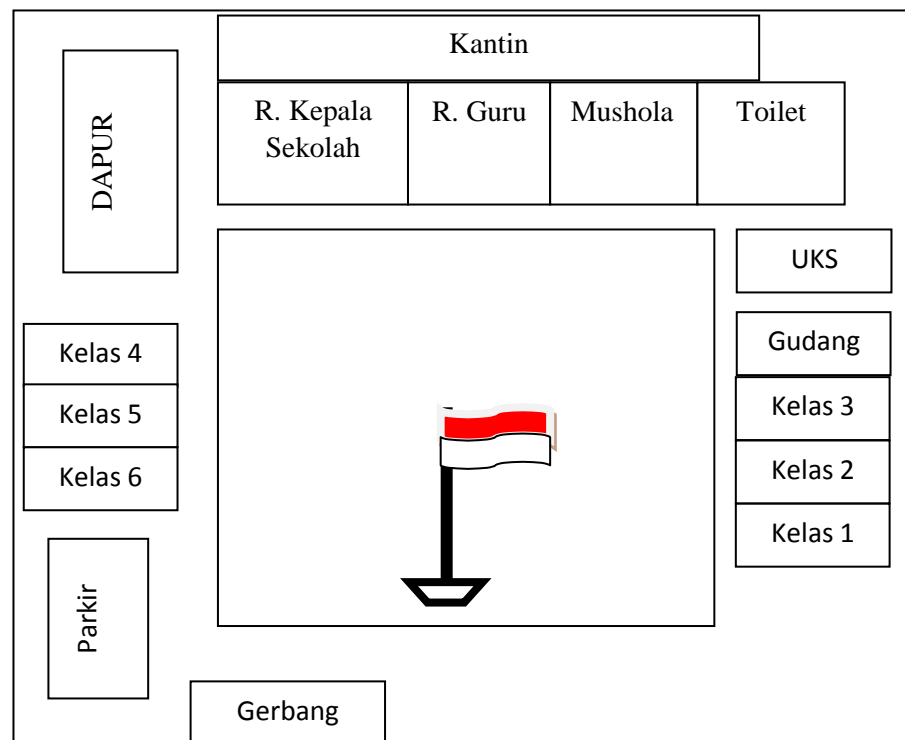 Kantin
DAPUR
R. Kepala
Sekolah
R. Guru
Mushola
Toilet
UKS
Gudang
Kelas 4
Kelas 5
Kelas 6
Kelas 3
Kelas 2
Kelas 1
Parkir
Gerbang